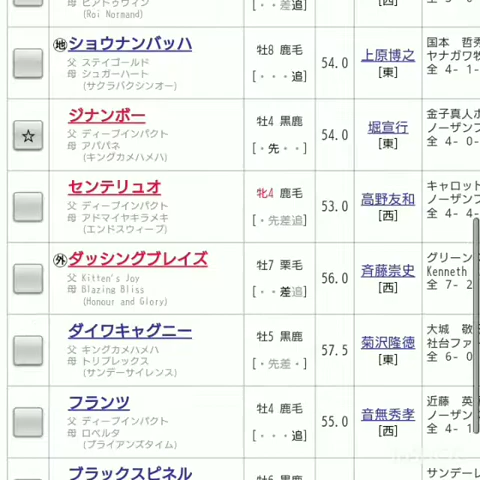 母 ピアドゥヴィン
(Roi Normand)
[・・差追]
[西]
地 ショウナンバッハ
父 ステイゴールド
母 シュガーハート
(サクラバクシンオー)
牡8 鹿毛
[・・・追]
54.0
上原博之
[東]
国本 哲秀
ヤナガワ牧
全 4- 1-
☆
ジナンボー
父 ディープインパクト
母 アパパネ
(キングカメハメハ)
牡4 黒鹿
[・先・・]
54.0
堀宣行
[東]
金子真人ホ
ノーザンフ
全 4- 0-
センテリュオ
父 ディープインパクト
母 アドマイヤキラメキ
(エンドスウィープ)
牝4 鹿毛
[・先差追]
53.0
高野友和
[西]
キャロット
ノーザンフ
全 4- 4-
外 ダッシングブレイズ
父 Kitten's Joy
母 Blazing Bliss
(Honour and Glory)
牡7 栗毛
[・・差追]
56.0
斉藤崇史
[西]
グリーン
Kenneth
全 7- 2
ダイワキャグニー
父 キングカメハメハ
母 トリプレックス
(サンデーサイレンス)
牡5 黒鹿
[・先差・]
57.5
菊沢隆徳
[東]
大城 敬
社台ファ
全 6- 0
フランツ
父 ディープインパクト
母 ロベルタ
(ブライアンズタイム)
牡4 鹿毛
[・・・追]
55.0
音無秀孝
[西]
近藤 英
ノーザン
全 4- 1
ブラックスピネル
サンデー